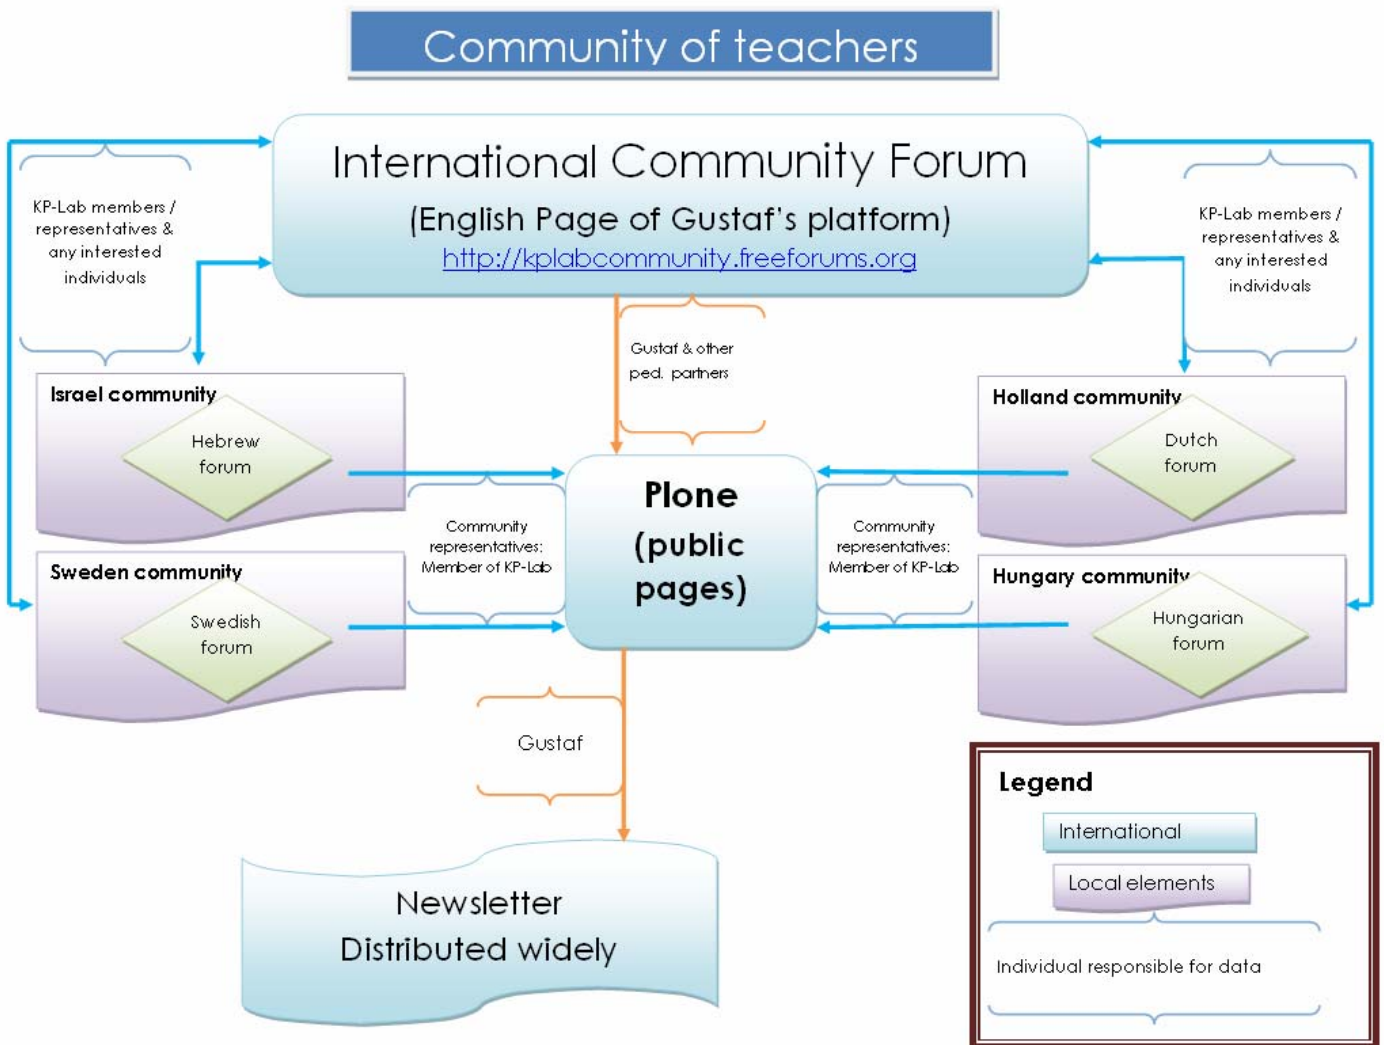 Community of teachers
International Community Forum
(English Page of Gustaf's platform)
http://kplabcommunity.freeforums.org
KP-Lab members /
representatives &
any interested
individuals
KP-Lab members /
representatives &
any interested
individuals
Gustaf & other
ped. partners
Israel community
Hebrew
forum
Holland community
Dutch
forum
Plone
(public
pages)
Community
representatives:
Member of KP-Lab
Community
representatives:
Member of KP-Lab
Sweden community
Swedish
forum
Hungary community
Hungarian
forum
Gustaf
Newsletter
Distributed widely
Legend
International
Local elements
Individual responsible for data